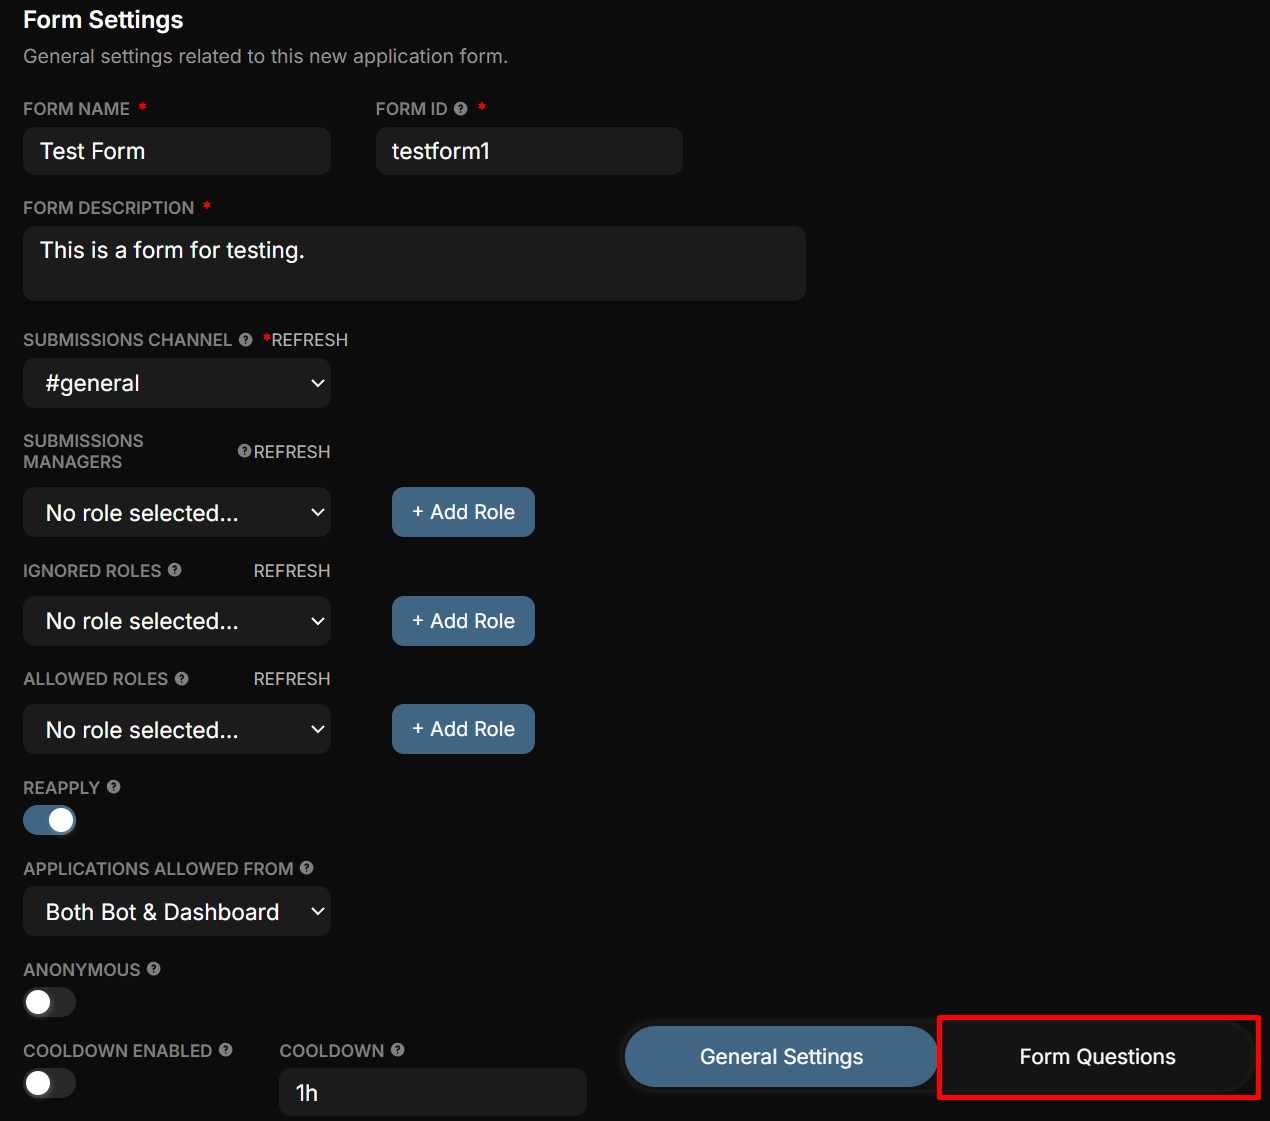 Form Settings
General settings related to this new application form.
FORM NAME *
FORM ID ? *
Test Form
testform1
FORM DESCRIPTION *
This is a form for testing.
SUBMISSIONS CHANNEL ? *REFRESH
#general
SUBMISSIONS
MANAGERS
? REFRESH
No role selected...
+ Add Role
IGNORED ROLES ? REFRESH
No role selected...
+ Add Role
ALLOWED ROLES ? REFRESH
No role selected...
+ Add Role
REAPPLY ?
APPLICATIONS ALLOWED FROM ?
Both Bot & Dashboard
ANONYMOUS ?
COOLDOWN ENABLED ?
COOLDOWN ?
1h
General Settings
Form Questions